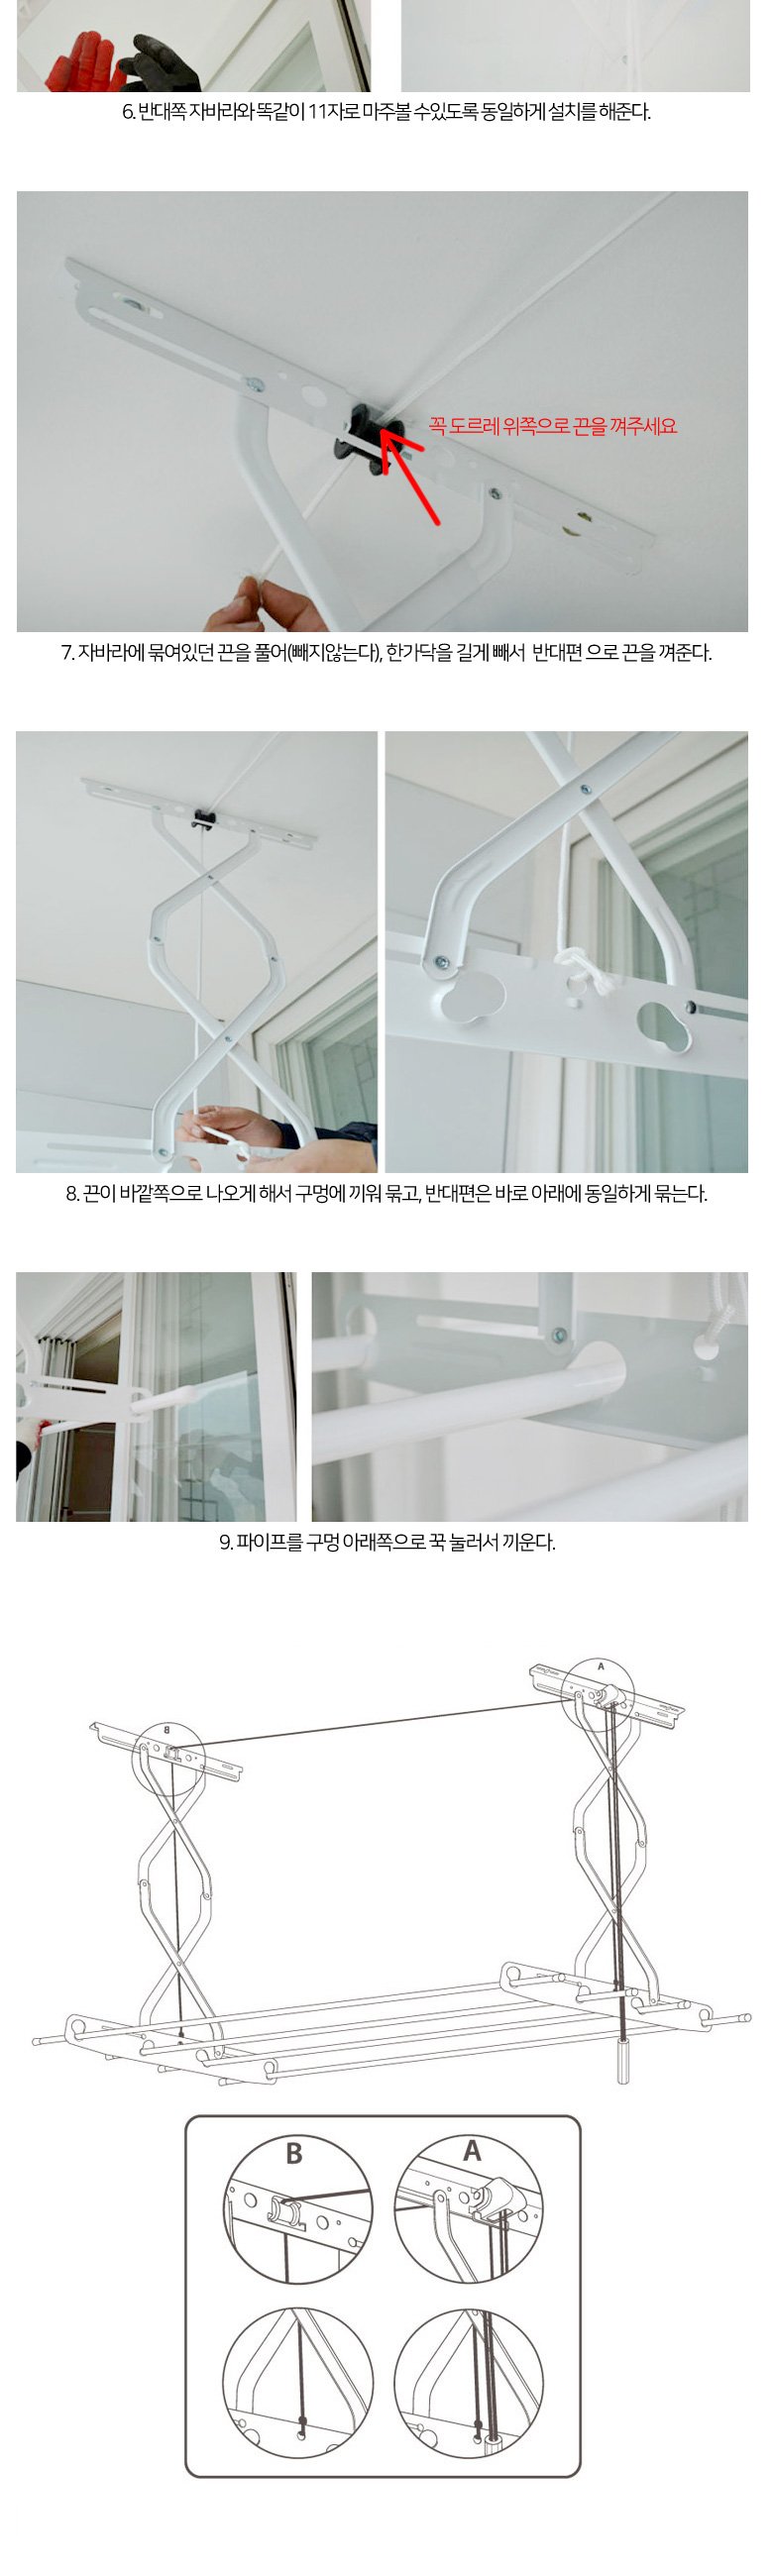 6. 반대쪽 자바라와 똑같이 11자로 마주볼 수있도록 동일하게 설치를 해준다.
꼭 도르레 위쪽으로 끈을 껴주세요
7. 자바라에 묶여있던 끈을 풀어(빼지않는다), 한가닥을 길게 빼서 반대편 으로 끈을 껴준다.
8. 끈이 바깥쪽으로 나오게 해서 구멍에 끼워 묶고, 반대편은 바로 아래에 동일하게 묶는다.
9. 파이프를 구멍 아래쪽으로 꾹 눌러서 끼운다.
A
B
B
A